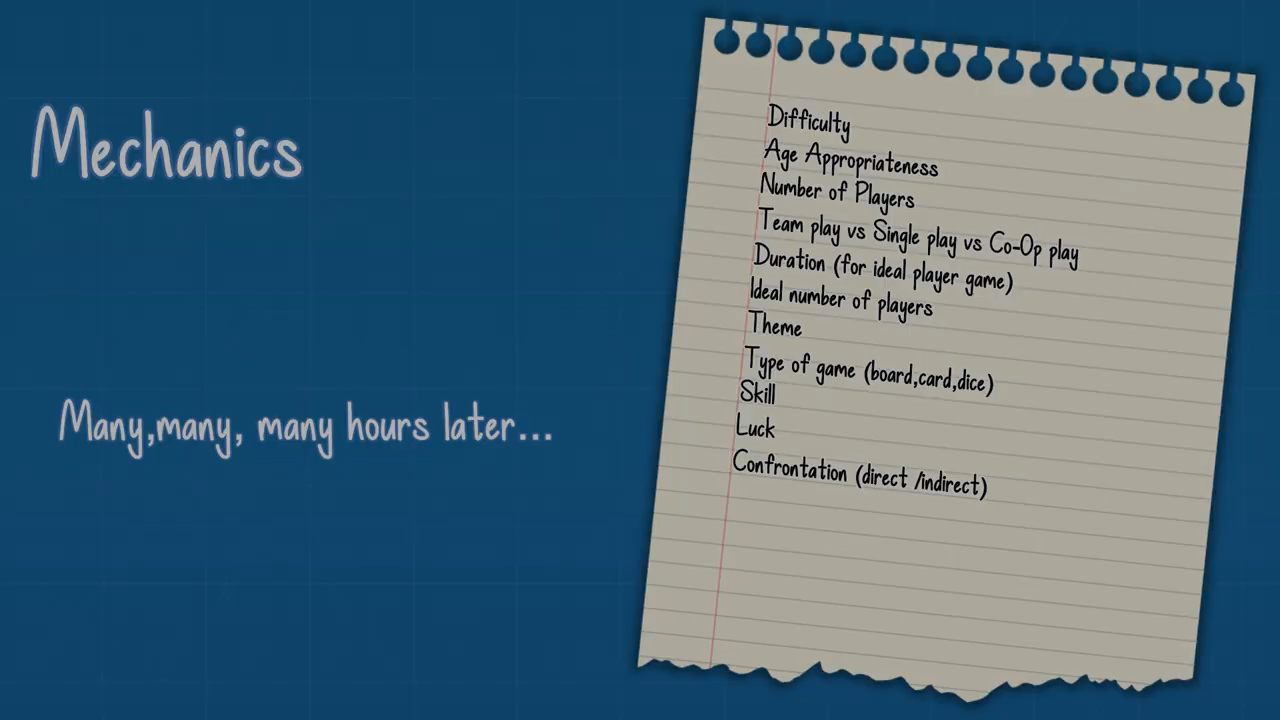 Mechanics
Many,many, many hours later...
Difficulty
Age Appropriateness
Number of Players
Team play vs Single play vs Co-Op play
Duration (for ideal player game)
Ideal number of players
Theme
Type of game (board,card,dice)
Skill
Luck
Confrontation (direct /indirect)